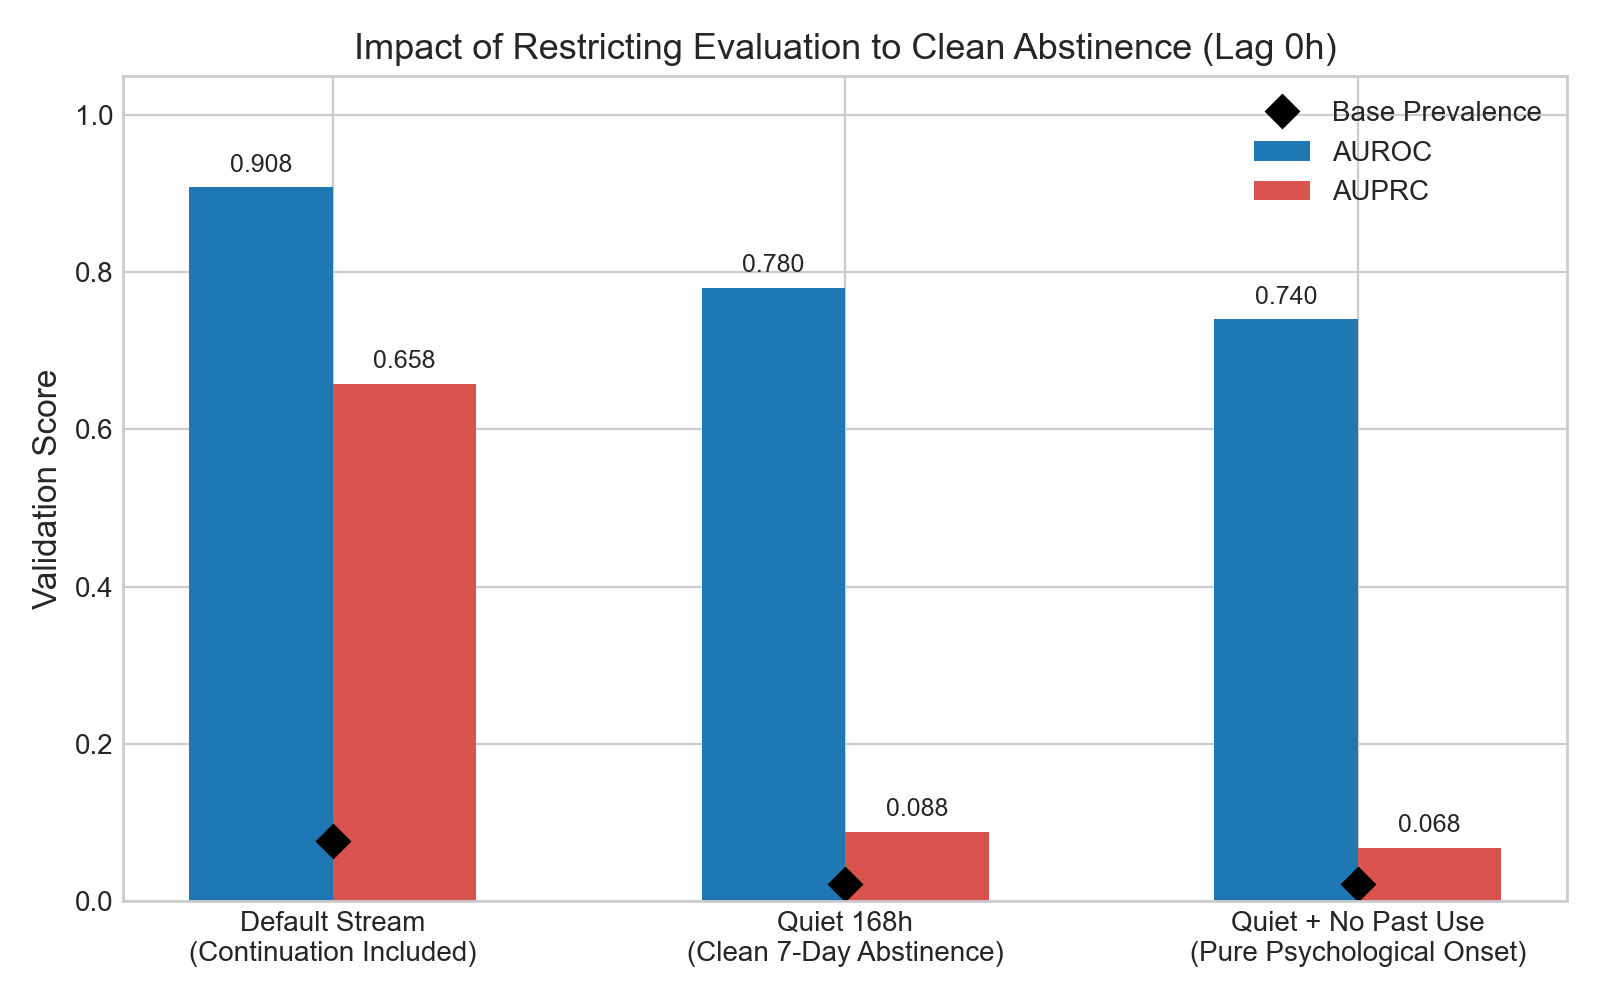 Impact of Restricting Evaluation to Clean Abstinence (Lag 0h)
Base Prevalence
AUROC
AUPRC
Validation Score
1.0
0.8
0.6
0.4
0.2
0.0
0.908
0.658
0.780
0.088
0.740
0.068
Default Stream
(Continuation Included)
Quiet 168h
(Clean 7-Day Abstinence)
Quiet + No Past Use
(Pure Psychological Onset)